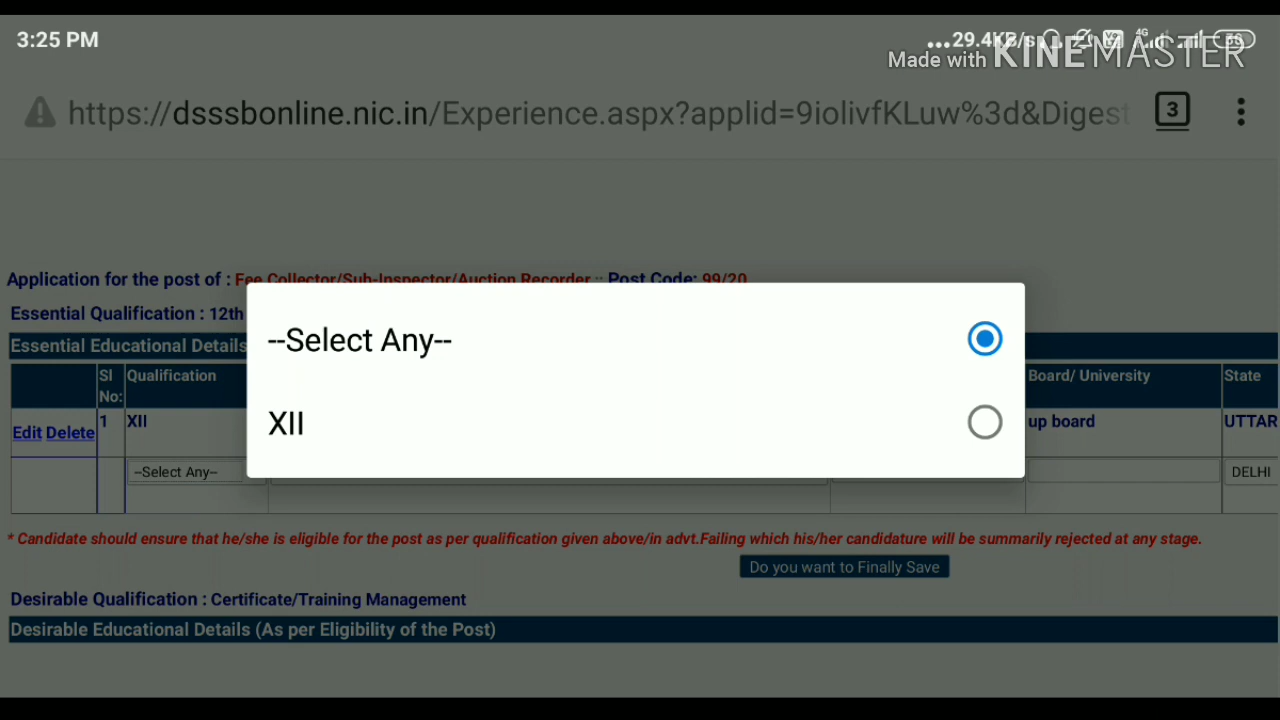 3:25 PM
...29.4KB/s 4G
Made with KINEMASTER
https://dsssbonline.nic.in/Experience.aspx?applid=9iolivfKLuw%3d&Digest
3
Application for the post of : Fee Collector/Sub-Inspector/Auction Recorder :: Post Code: 99/20
Essential Qualification : 12th
Essential Educational Details
--Select Any--
XII
Sl No: Qualification Board/ University State
Edit Delete 1 XII up board UTTAR
--Select Any-- DELHI
* Candidate should ensure that he/she is eligible for the post as per qualification given above/in advt.Failing which his/her candidature will be summarily rejected at any stage.
Do you want to Finally Save
Desirable Qualification : Certificate/Training Management
Desirable Educational Details (As per Eligibility of the Post)